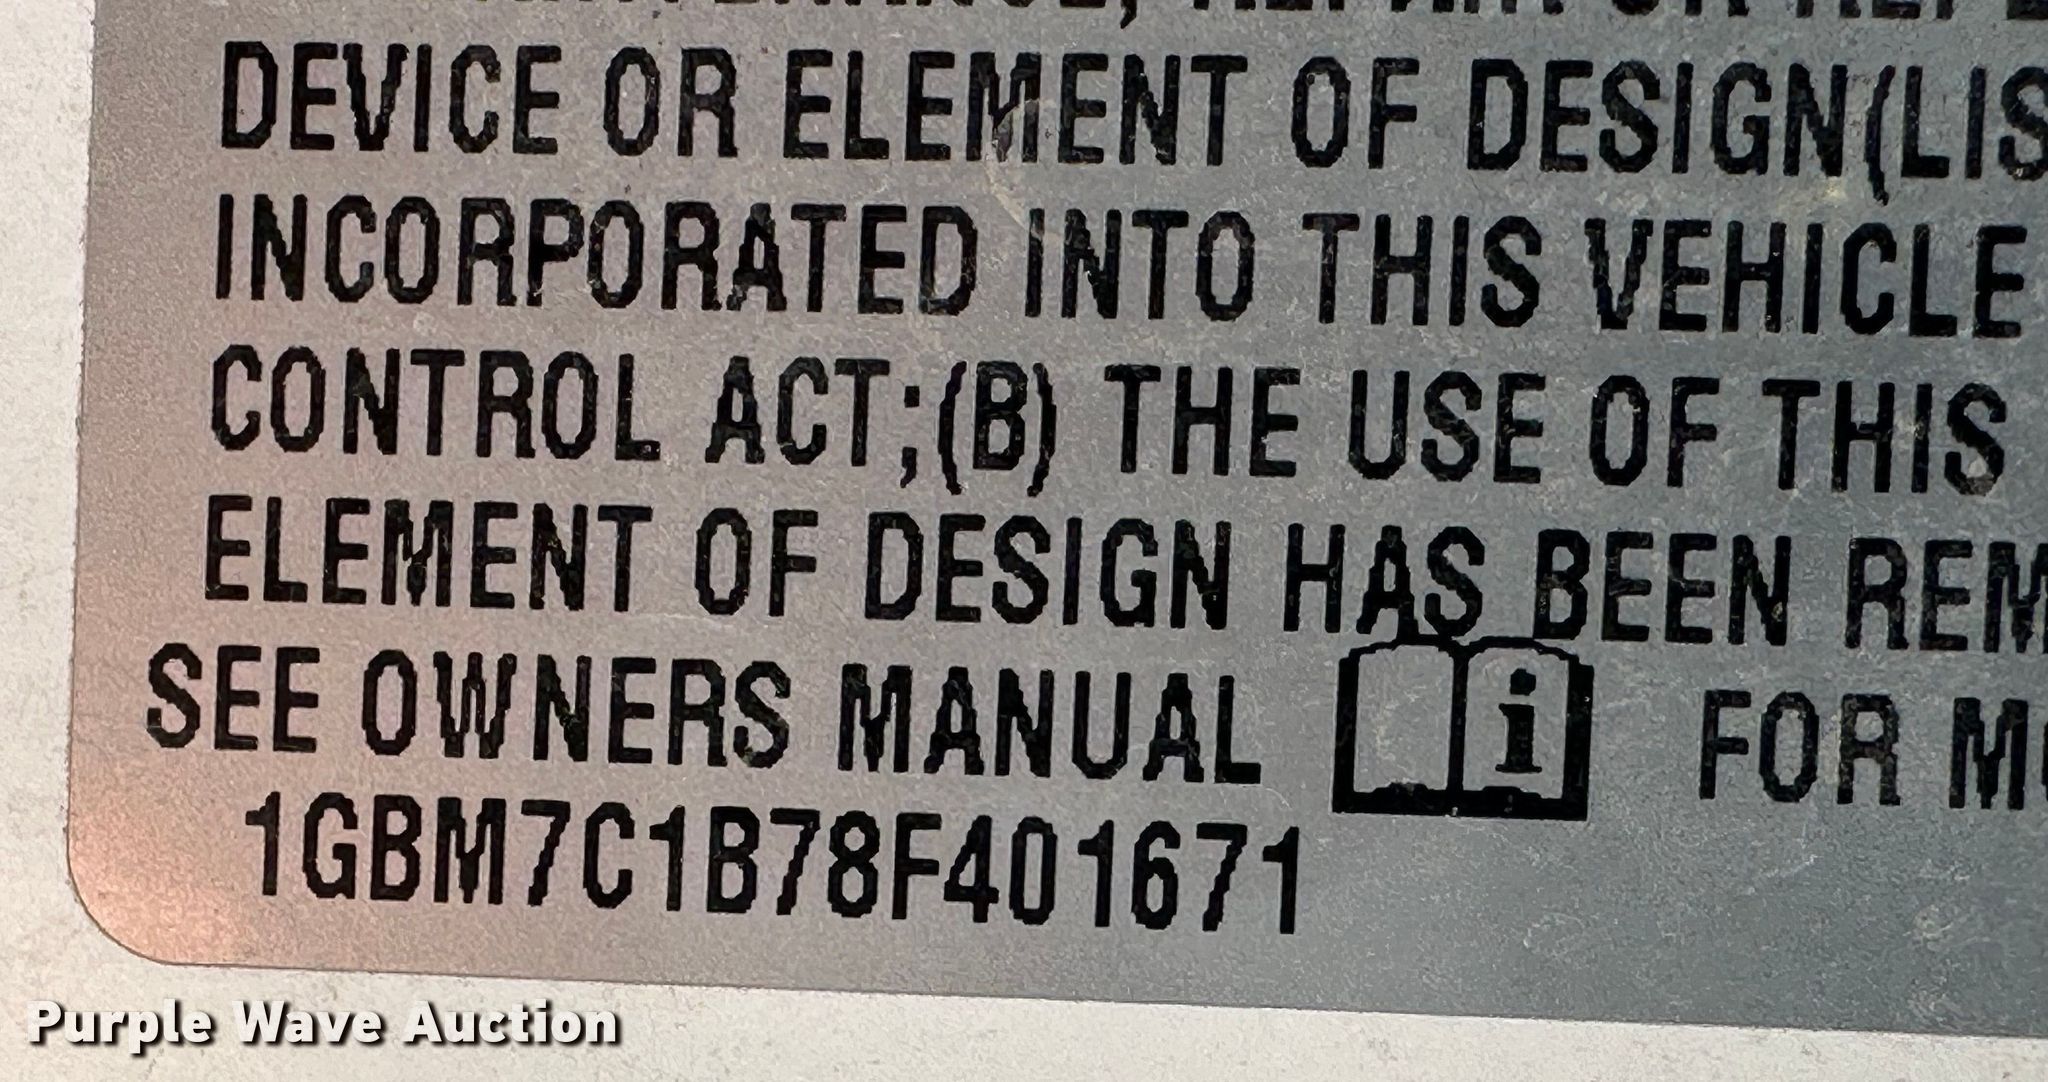 DEVICE OR ELEMENT OF DESIGN(LIS
INCORPORATED INTO THIS VEHICLE
CONTROL ACT;(B) THE USE OF THIS
ELEMENT OF DESIGN HAS BEEN REM
SEE OWNERS MANUAL i FOR MO
1GBM7C1B78F401671
Purple Wave Auction